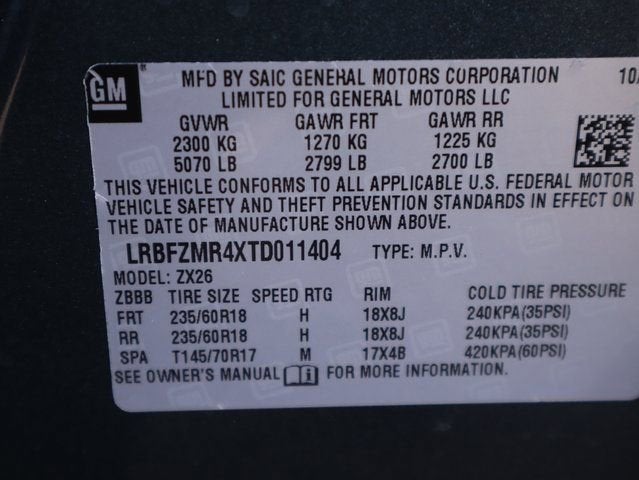 GM
MFD BY SAIC GENERAL MOTORS CORPORATION 10/
LIMITED FOR GENERAL MOTORS LLC
GVWR GAWR FRT GAWR RR
2300 KG 1270 KG 1225 KG
5070 LB 2799 LB 2700 LB
THIS VEHICLE CONFORMS TO ALL APPLICABLE U.S. FEDERAL MOTOR
VEHICLE SAFETY AND THEFT PREVENTION STANDARDS IN EFFECT ON
THE DATE OF MANUFACTURE SHOWN ABOVE.
LRBFZMR4XTD011404 TYPE: M.P.V.
MODEL: ZX26
ZBBB TIRE SIZE SPEED RTG RIM COLD TIRE PRESSURE
FRT 235/60R18 H 18X8J 240KPA(35PSI)
RR 235/60R18 H 18X8J 240KPA(35PSI)
SPA T145/70R17 M 17X4B 420KPA(60PSI)
SEE OWNER'S MANUAL FOR MORE INFORMATION.